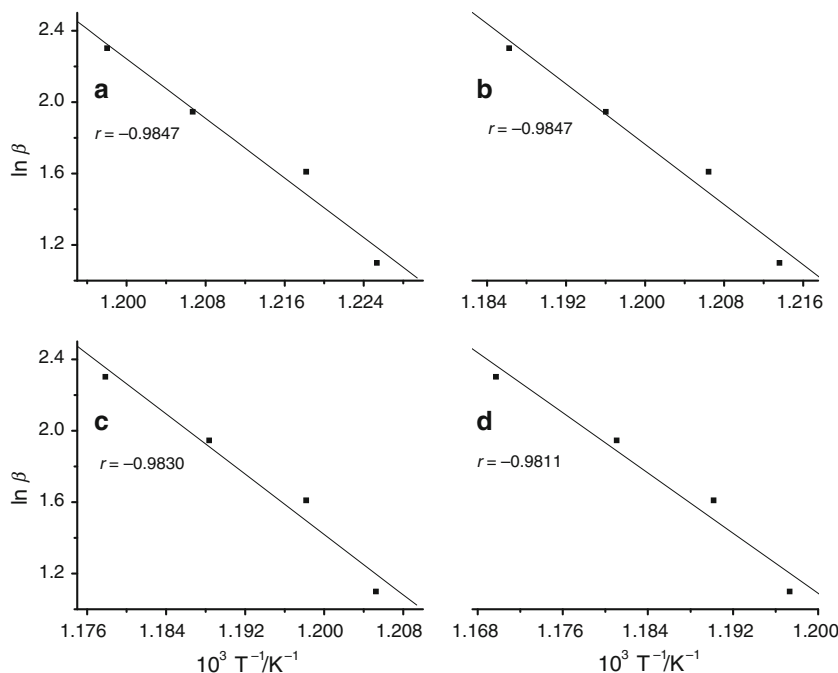 2.4
2.0
1.6
1.2
ln β
a
r = −0.9847
1.200 1.208 1.216 1.224
b
r = −0.9847
1.184 1.192 1.200 1.208 1.216
2.4
2.0
1.6
1.2
ln β
c
r = −0.9830
1.176 1.184 1.192 1.200 1.208
10³ T⁻¹/K⁻¹
d
r = −0.9811
1.168 1.176 1.184 1.192 1.200
10³ T⁻¹/K⁻¹